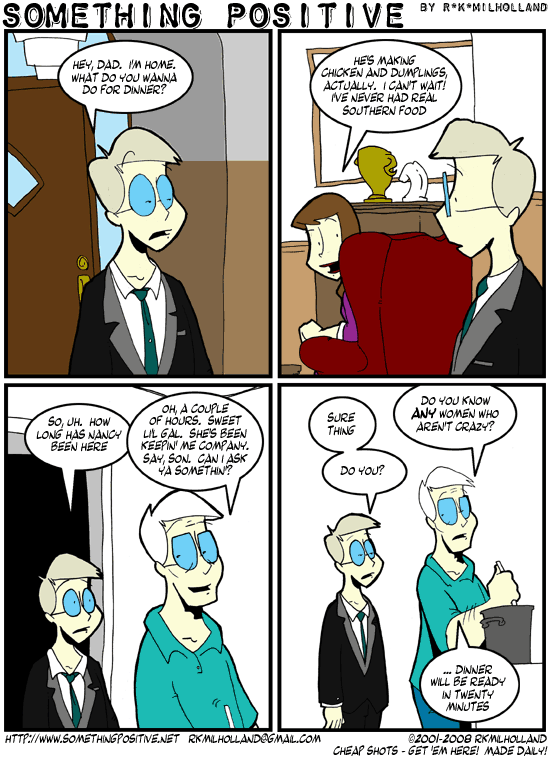 SOMETHING POSITIVE BY R*K*MILHOLLAND
HEY, DAD. I'M HOME.
WHAT DO YOU WANNA
DO FOR DINNER?
HE'S MAKING
CHICKEN AND DUMPLINGS,
ACTUALLY. I CAN'T WAIT!
I'VE NEVER HAD REAL
SOUTHERN FOOD
SO, UH. HOW
LONG HAS NANCY
BEEN HERE
OH, A COUPLE
OF HOURS. SWEET
LI'L GAL. SHE'S BEEN
KEEPIN' ME COMPANY.
SAY, SON. CAN I ASK
YA SOMETHIN'?
SURE
THING
DO YOU KNOW
ANY WOMEN WHO
AREN'T CRAZY?
DO YOU?
... DINNER
WILL BE READY
IN TWENTY
MINUTES
HTTP://WWW.SOMETHINGPOSITIVE.NET RKMILHOLLAND@GMAIL.COM
©2001-2008 RKMILHOLLAND
CHEAP SHOTS - GET 'EM HERE! MADE DAILY!